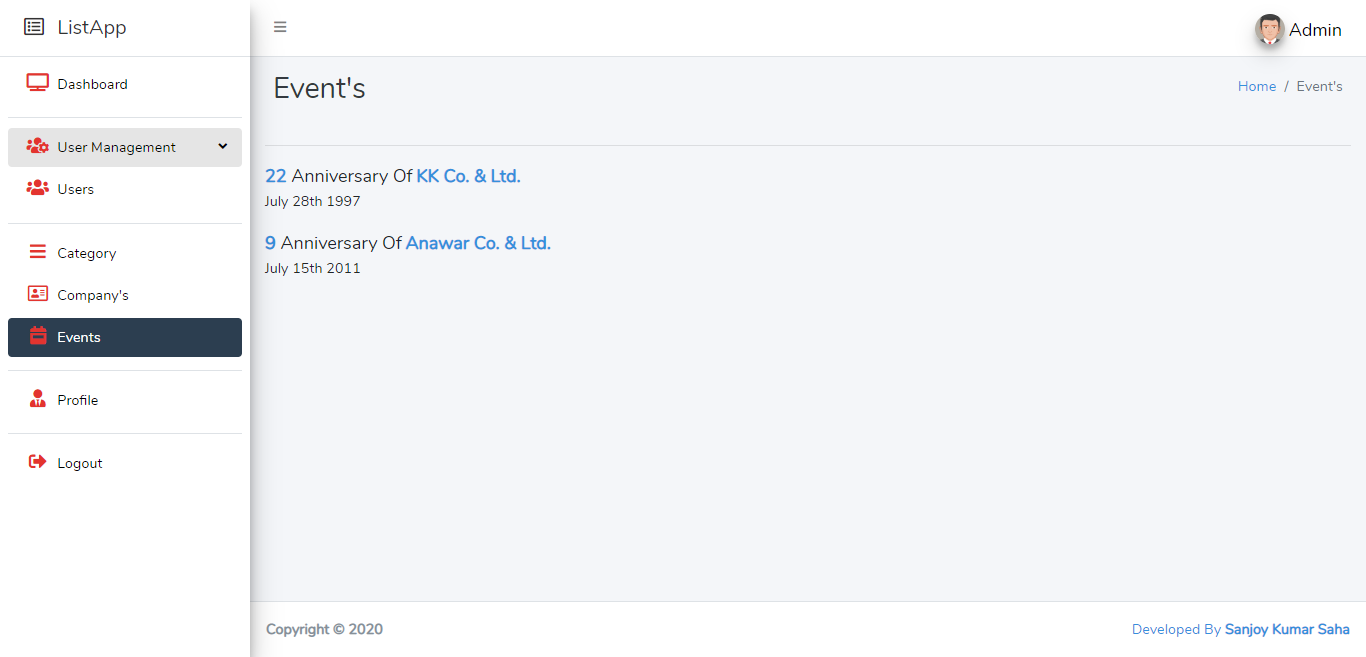 ListApp
Admin
Dashboard
User Management
Users
Category
Company's
Events
Profile
Logout
Event's
Home / Event's
22 Anniversary Of KK Co. & Ltd.
July 28th 1997
9 Anniversary Of Anawar Co. & Ltd.
July 15th 2011
Copyright © 2020
Developed By Sanjoy Kumar Saha